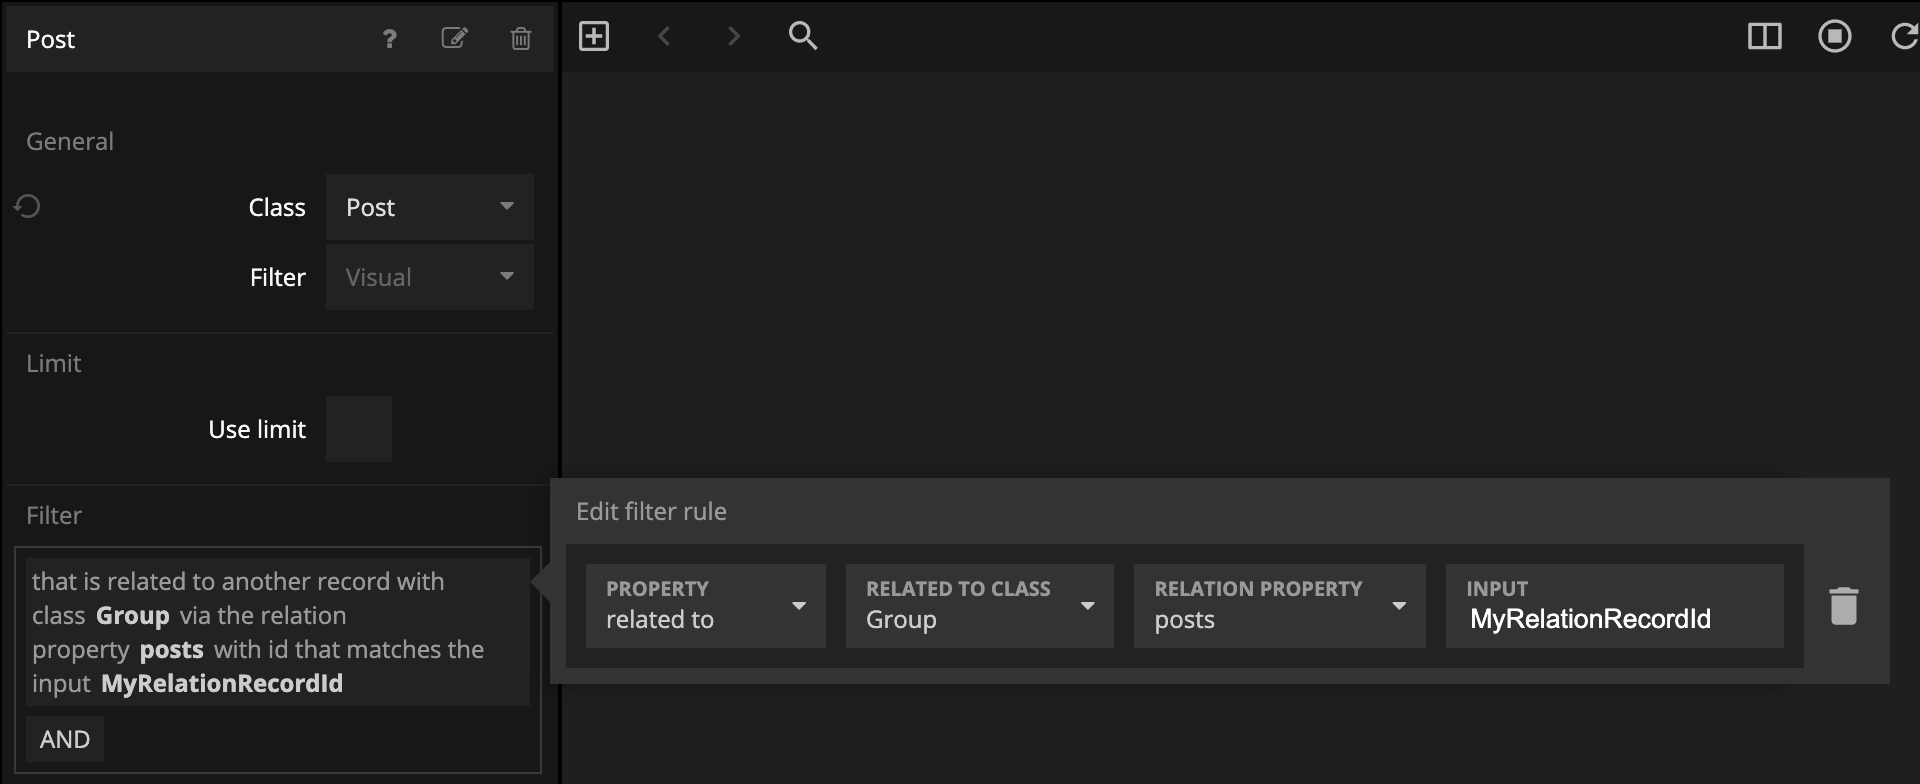 Post
?
General
Class
Post
Filter
Visual
Limit
Use limit
Filter
that is related to another record with
class Group via the relation
property posts with id that matches the
input MyRelationRecordId
AND
Edit filter rule
PROPERTY
related to
RELATED TO CLASS
Group
RELATION PROPERTY
posts
INPUT
MyRelationRecordId